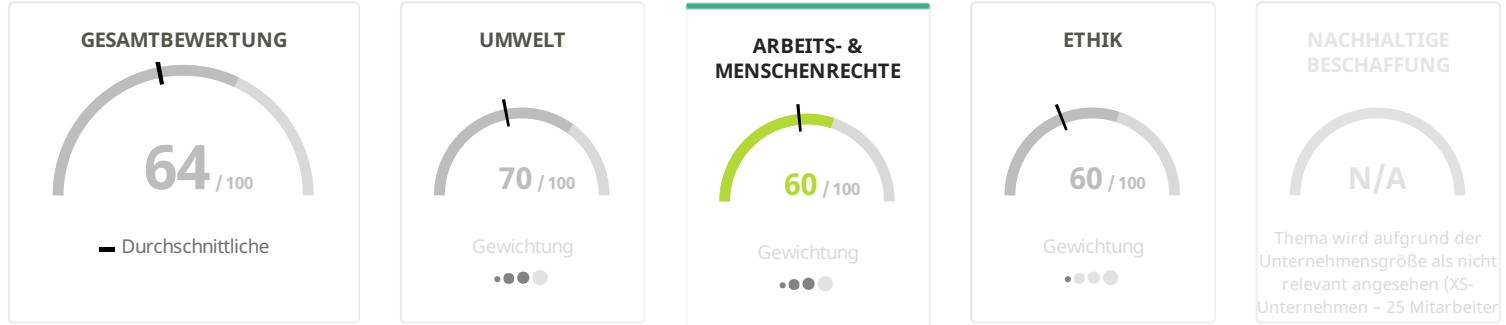 GESAMTBEWERTUNG
64 / 100
Durchschnittliche
UMWELT
70 / 100
Gewichtung
ARBEITS- &
MENSCHENRECHTE
60 / 100
Gewichtung
ETHIK
60 / 100
Gewichtung
NACHHALTIGE
BESCHAFFUNG
N/A
Thema wird aufgrund der
Unternehmensgröße als nicht
relevant angesehen (XS-
Unternehmen – 25 Mitarbeiter